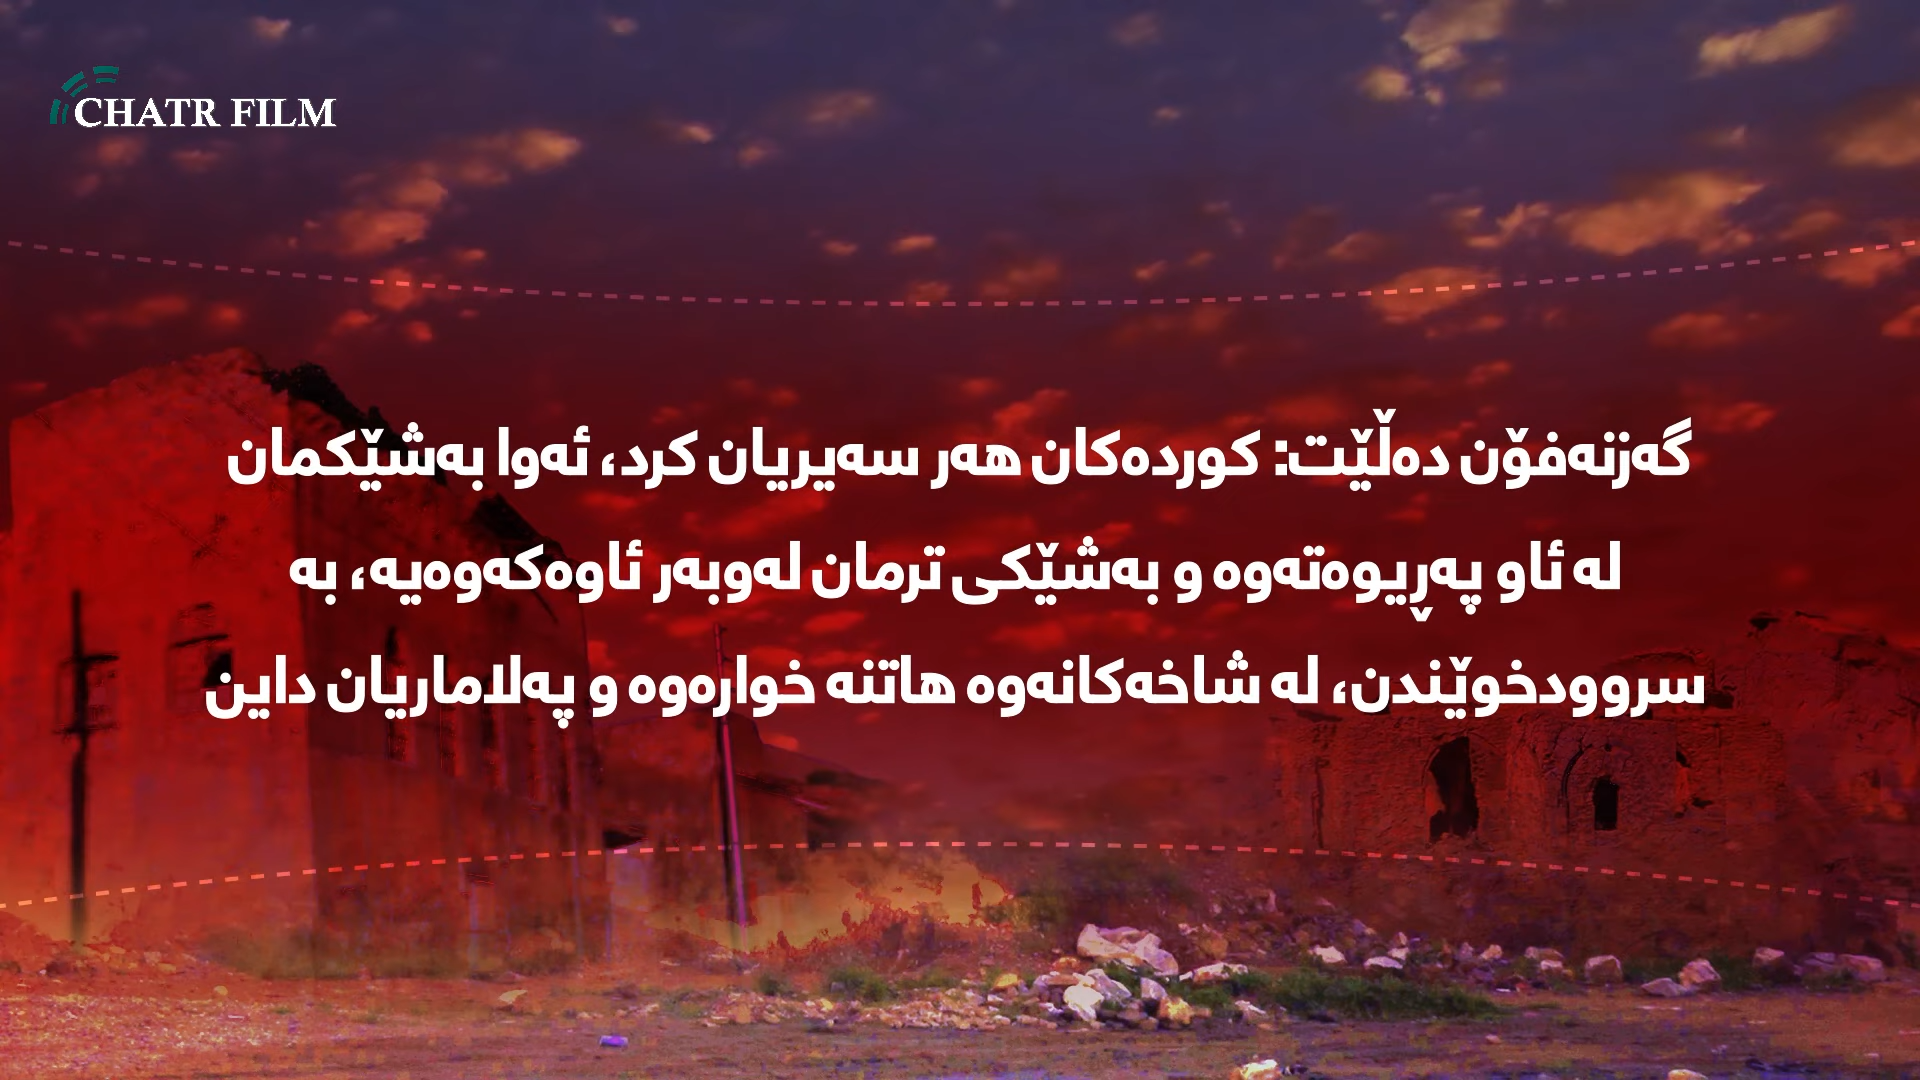 CHATR FILM
گەزنەفۆن دەڵێت: کوردەکان هەر سەیریان کرد، ئەوا بەشێکمان
لە ئاو پەڕیوەتەوە و بەشێکی ترمان لەوبەر ئاوەکەوەیە، بە
سروودخوێندن، لە شاخەکانەوە هاتنە خوارەوە و پەلاماریان داین